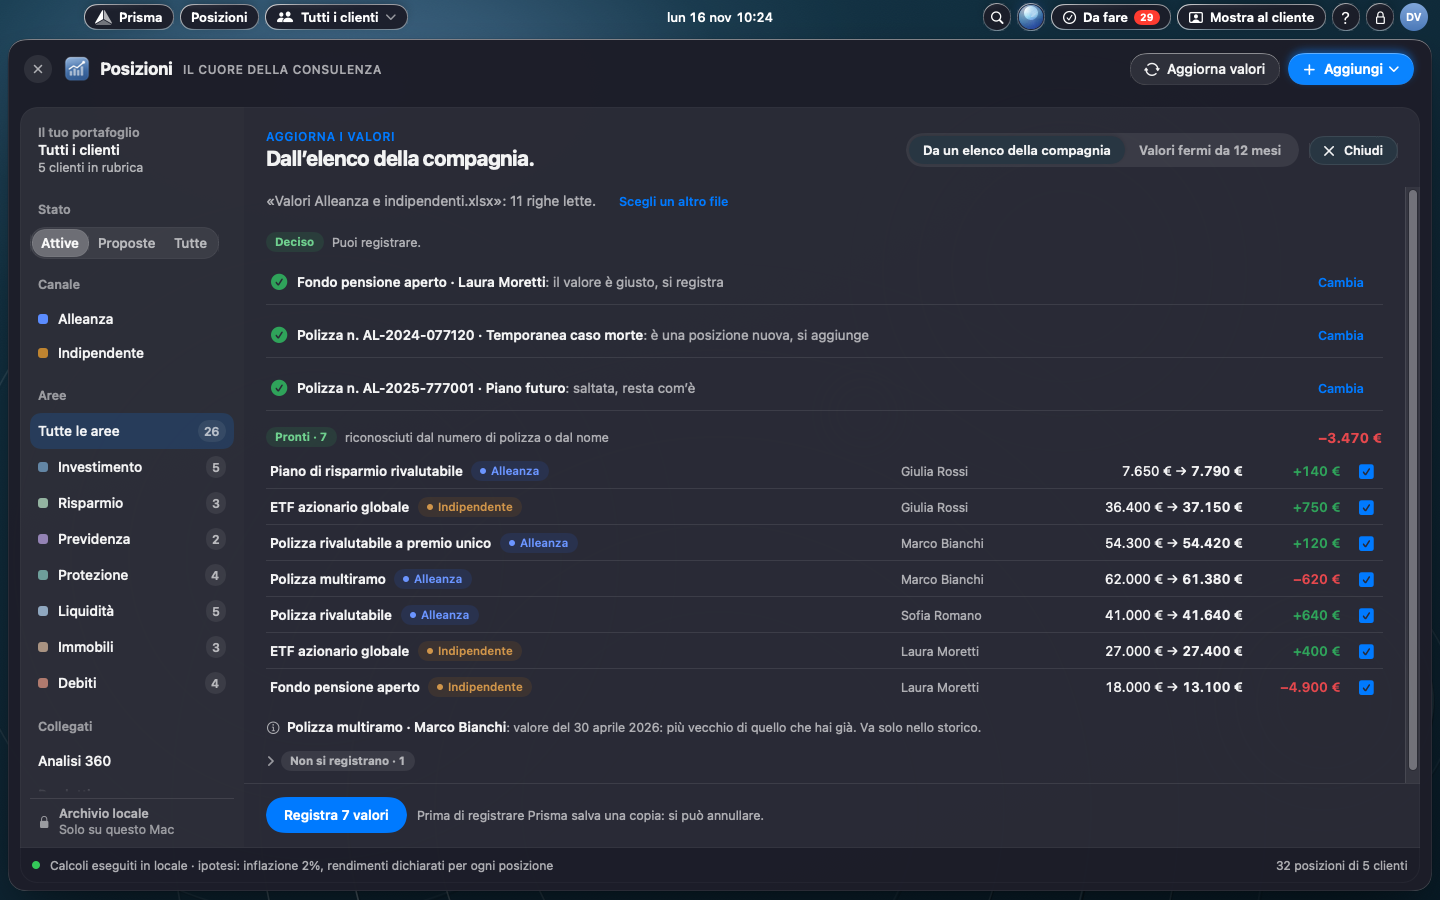 Prisma
Posizioni
Tutti i clienti
lun 16 nov 10:24
Da fare 29
Mostra al cliente
?
DV
Posizioni IL CUORE DELLA CONSULENZA
Aggiorna valori
+ Aggiungi
Il tuo portafoglio
Tutti i clienti
5 clienti in rubrica
Stato
Attive Proposte Tutte
Canale
Alleanza
Indipendente
Aree
Tutte le aree 26
Investimento 5
Risparmio 3
Previdenza 2
Protezione 4
Liquidità 5
Immobili 3
Debiti 4
Collegati
Analisi 360
Archivio locale
Solo su questo Mac
AGGIORNA I VALORI
Dall’elenco della compagnia.
Da un elenco della compagnia
Valori fermi da 12 mesi
Chiudi
«Valori Alleanza e indipendenti.xlsx»: 11 righe lette. Scegli un altro file
Deciso Puoi registrare.
Fondo pensione aperto · Laura Moretti: il valore è giusto, si registra Cambia
Polizza n. AL-2024-077120 · Temporanea caso morte: è una posizione nuova, si aggiunge Cambia
Polizza n. AL-2025-777001 · Piano futuro: saltata, resta com’è Cambia
Pronti · 7 riconosciuti dal numero di polizza o dal nome −3.470 €
Piano di risparmio rivalutabile Alleanza Giulia Rossi 7.650 € → 7.790 € +140 €
ETF azionario globale Indipendente Giulia Rossi 36.400 € → 37.150 € +750 €
Polizza rivalutabile a premio unico Alleanza Marco Bianchi 54.300 € → 54.420 € +120 €
Polizza multiramo Alleanza Marco Bianchi 62.000 € → 61.380 € −620 €
Polizza rivalutabile Alleanza Sofia Romano 41.000 € → 41.640 € +640 €
ETF azionario globale Indipendente Laura Moretti 27.000 € → 27.400 € +400 €
Fondo pensione aperto Indipendente Laura Moretti 18.000 € → 13.100 € −4.900 €
Polizza multiramo · Marco Bianchi: valore del 30 aprile 2026: più vecchio di quello che hai già. Va solo nello storico.
Non si registrano · 1
Registra 7 valori Prima di registrare Prisma salva una copia: si può annullare.
Calcoli eseguiti in locale · ipotesi: inflazione 2%, rendimenti dichiarati per ogni posizione
32 posizioni di 5 clienti